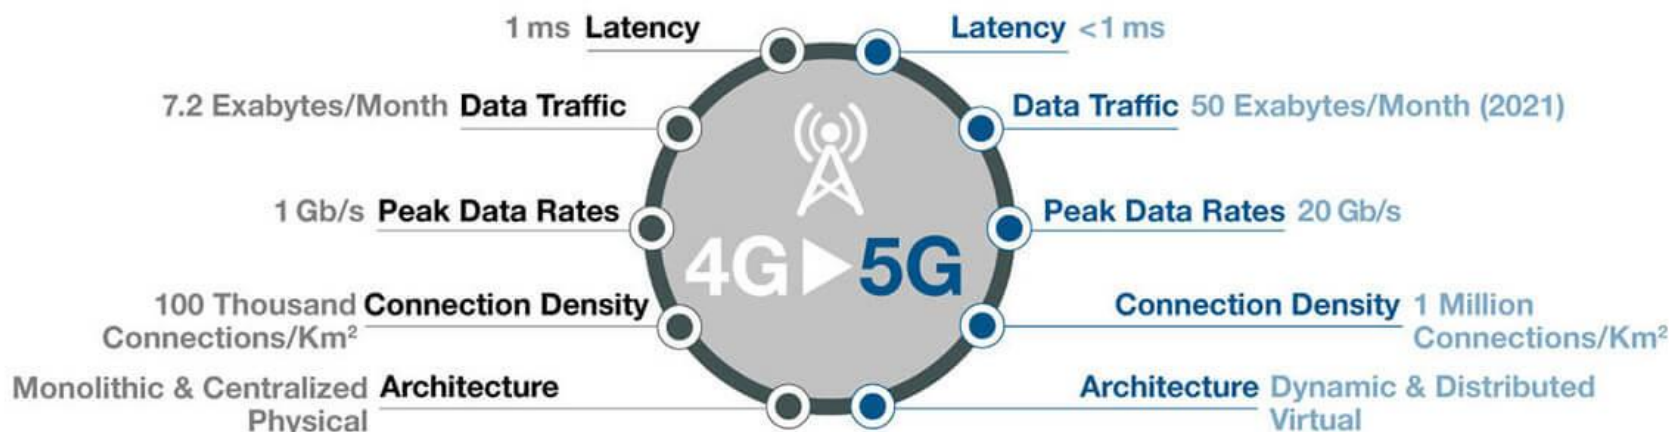 1 ms Latency
Latency <1 ms
7.2 Exabytes/Month Data Traffic
Data Traffic 50 Exabytes/Month (2021)
1 Gb/s Peak Data Rates
Peak Data Rates 20 Gb/s
4G 5G
100 Thousand Connection Density
Connections/Km²
Connection Density 1 Million
Connections/Km²
Monolithic & Centralized Architecture
Physical
Architecture Dynamic & Distributed
Virtual